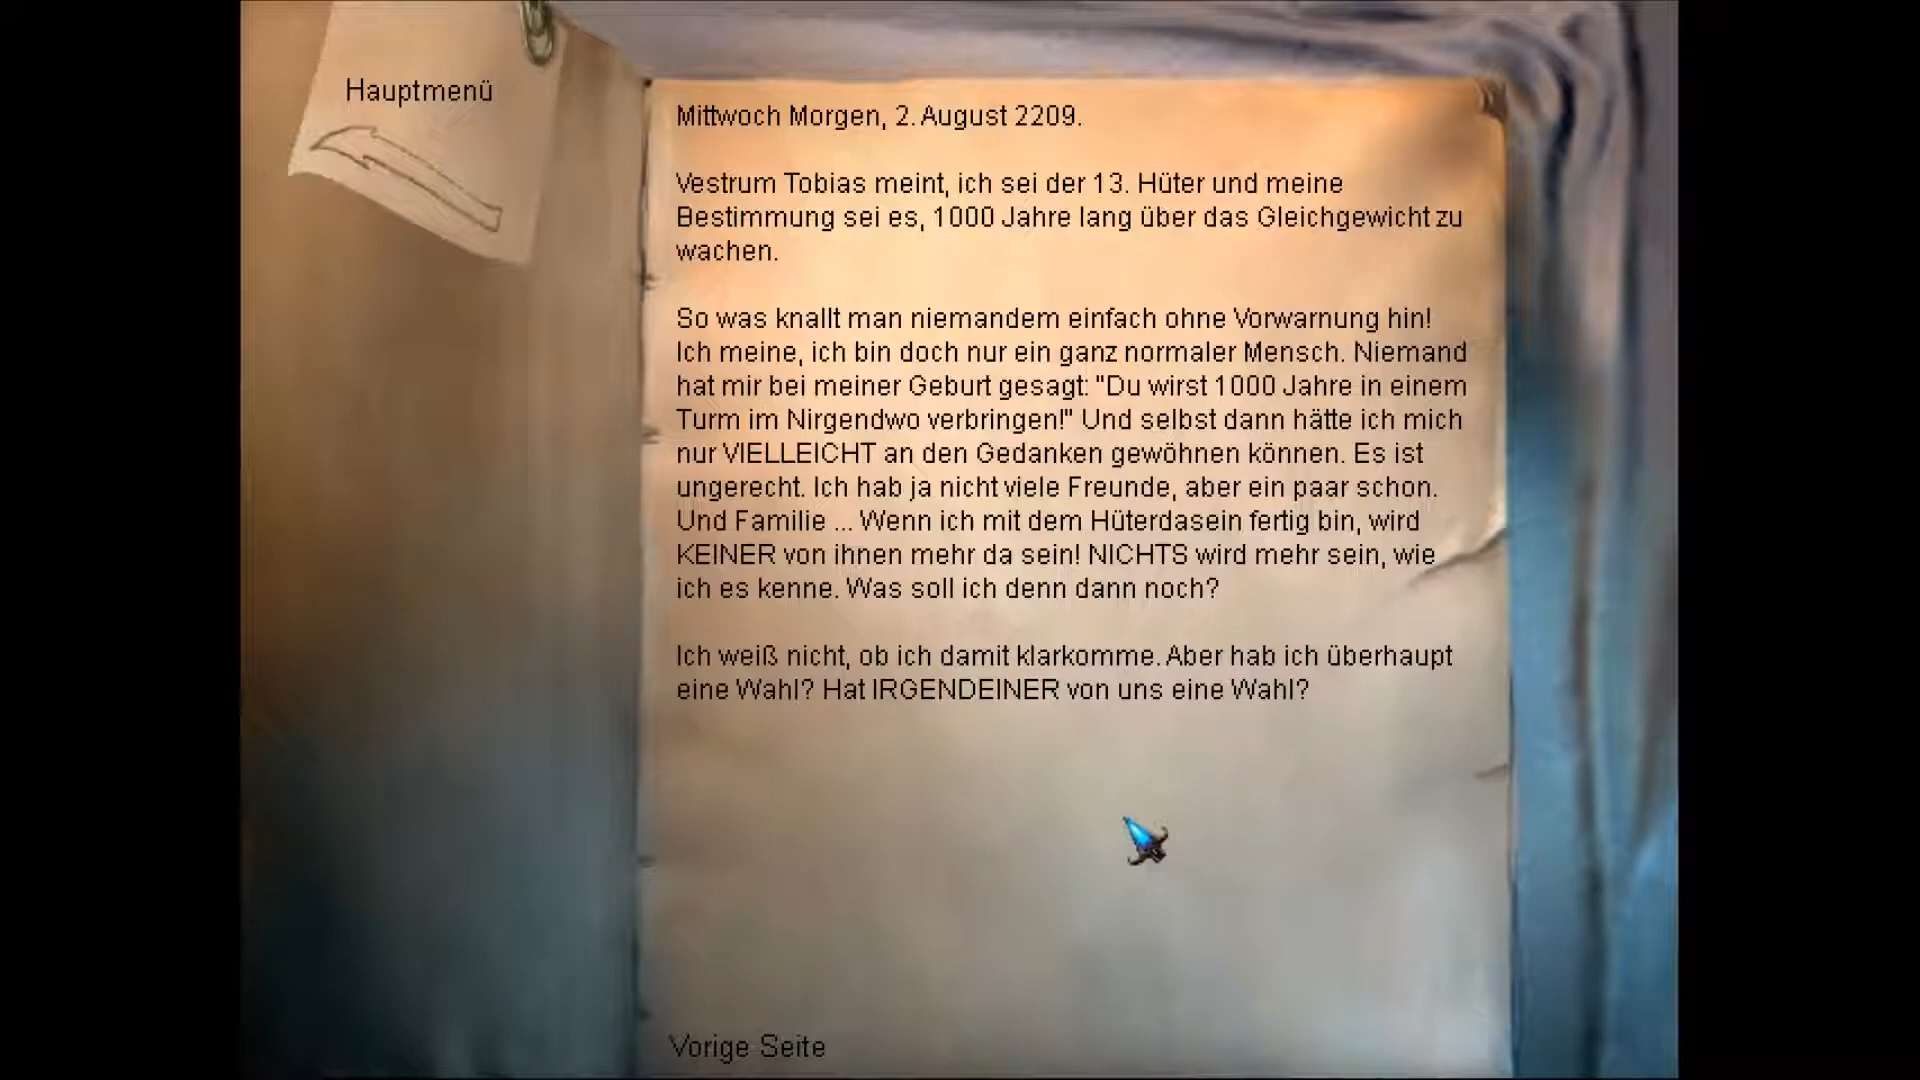 Hauptmenü
Mittwoch Morgen, 2. August 2209.
Vestrum Tobias meint, ich sei der 13. Hüter und meine
Bestimmung sei es, 1000 Jahre lang über das Gleichgewicht zu
wachen.
So was knallt man niemandem einfach ohne Vorwarnung hin!
Ich meine, ich bin doch nur ein ganz normaler Mensch. Niemand
hat mir bei meiner Geburt gesagt: "Du wirst 1000 Jahre in einem
Turm im Nirgendwo verbringen!" Und selbst dann hätte ich mich
nur VIELLEICHT an den Gedanken gewöhnen können. Es ist
ungerecht. Ich hab ja nicht viele Freunde, aber ein paar schon.
Und Familie ... Wenn ich mit dem Hüterdasein fertig bin, wird
KEINER von ihnen mehr da sein! NICHTS wird mehr sein, wie
ich es kenne. Was soll ich denn dann noch?
Ich weiß nicht, ob ich damit klarkomme. Aber hab ich überhaupt
eine Wahl? Hat IRGENDEINER von uns eine Wahl?
Vorige Seite